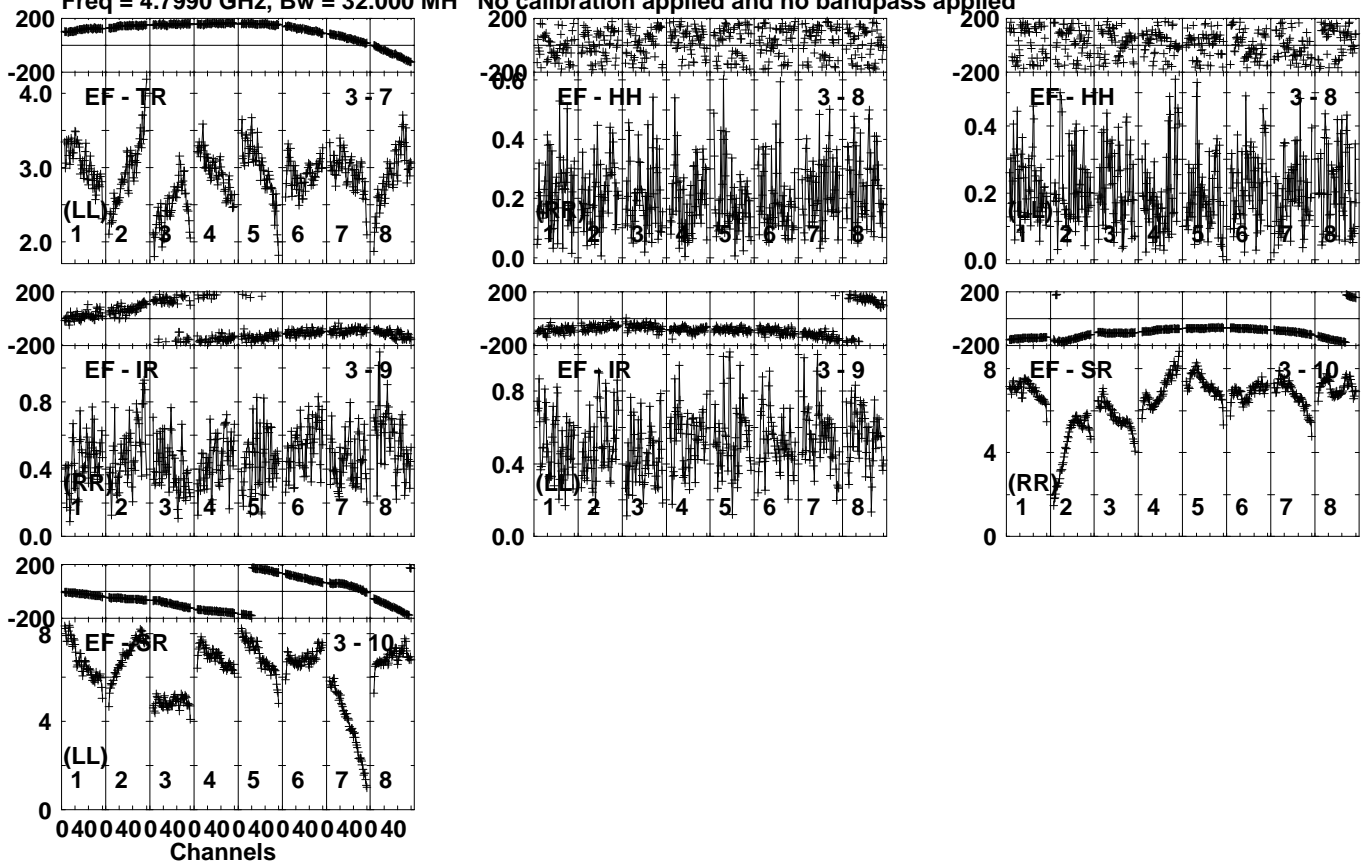 Freq = 4.7990 GHz, Bw = 32.000 MH No calibration applied and no bandpass applied
200
-200
4.0
3.0
2.0
EF - TR 3 - 7
(LL)
1 2 3 4 5 6 7 8
200
-200
0.6
0.4
0.2
0.0
EF - HH 3 - 8
(RR)
1 2 3 4 5 6 7 8
200
-200
0.4
0.2
0.0
EF - HH 3 - 8
(LL)
1 2 3 4 5 6 7 8
200
-200
0.8
0.4
0.0
EF - IR 3 - 9
(RR)
1 2 3 4 5 6 7 8
200
-200
0.8
0.4
0.0
EF - IR 3 - 9
(LL)
1 2 3 4 5 6 7 8
200
-200
8
4
0
EF - SR 3 - 10
(RR)
1 2 3 4 5 6 7 8
200
-200
8
4
0
EF - SR 3 - 10
(LL)
1 2 3 4 5 6 7 8
0 40 0 40 0 40 0 40 0 40 0 40 0 40 0 40
Channels